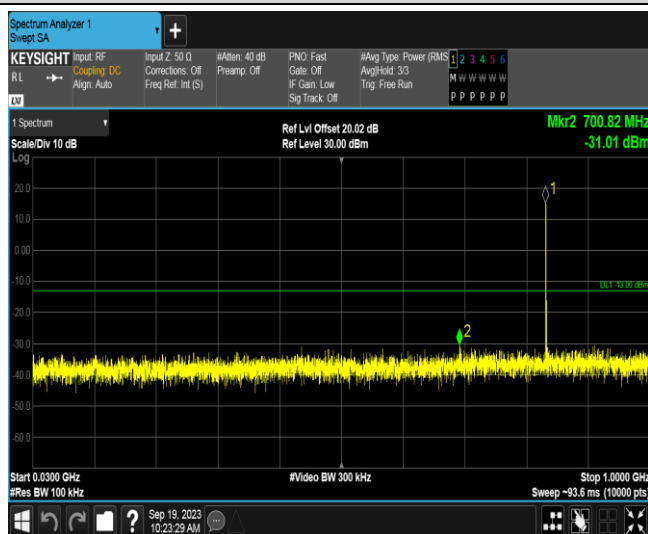 Spectrum Analyzer 1
Swept SA
+
KEYSIGHT Input: RF Input Z: 50 Ω #Atten: 40 dB PNO: Fast #Avg Type: Power (RMS 1 2 3 4 5 6
RL Coupling: DC Corrections: Off Preamp: Off Gate: Off Avg|Hold: 3/3 M W W W W W
Align: Auto Freq Ref: Int (S) IF Gain: Low Trig: Free Run
LXI Sig Track: Off P P P P P P
1 Spectrum Ref Lvl Offset 20.02 dB Mkr2 700.82 MHz
Scale/Div 10 dB Ref Level 30.00 dBm -31.01 dBm
Log
1
20.0
10.0
0.00
-10.0
DL1 -13.00 dBm
-20.0
2
-30.0
-40.0
-50.0
-60.0
Start 0.0300 GHz #Video BW 300 kHz Stop 1.0000 GHz
#Res BW 100 kHz Sweep ~93.6 ms (10000 pts)
? Sep 19, 2023
10:23:29 AM